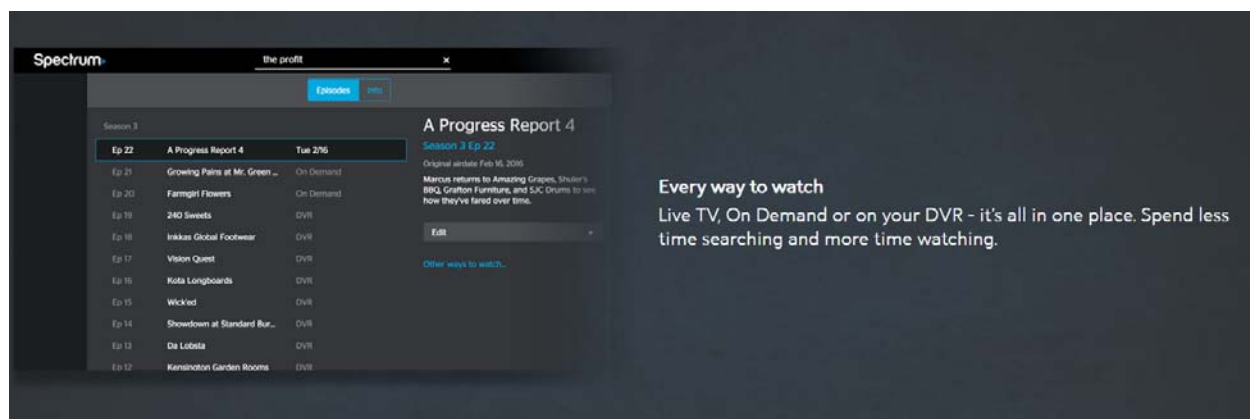 Spectrum
the profit
×
Episodes Info
Season 3
Ep 22 A Progress Report 4 Tue 2/16
Ep 21 Growing Pains at Mr. Green ... On Demand
Ep 20 Farmgirl Flowers On Demand
Ep 19 240 Sweets DVR
Ep 18 Inkkas Global Footwear DVR
Ep 17 Vision Quest DVR
Ep 16 Kota Longboards DVR
Ep 15 Wick'ed DVR
Ep 14 Showdown at Standard Bur... DVR
Ep 13 Da Lobsta DVR
Ep 12 Kensington Garden Rooms DVR
A Progress Report 4
Season 3 Ep 22
Original airdate Feb 16, 2016
Marcus returns to Amazing Grapes, Shuler's
BBQ, Grafton Furniture, and SJC Drums to see
how they've fared over time.
Edit
Other ways to watch...
Every way to watch
Live TV, On Demand or on your DVR - it's all in one place. Spend less
time searching and more time watching.